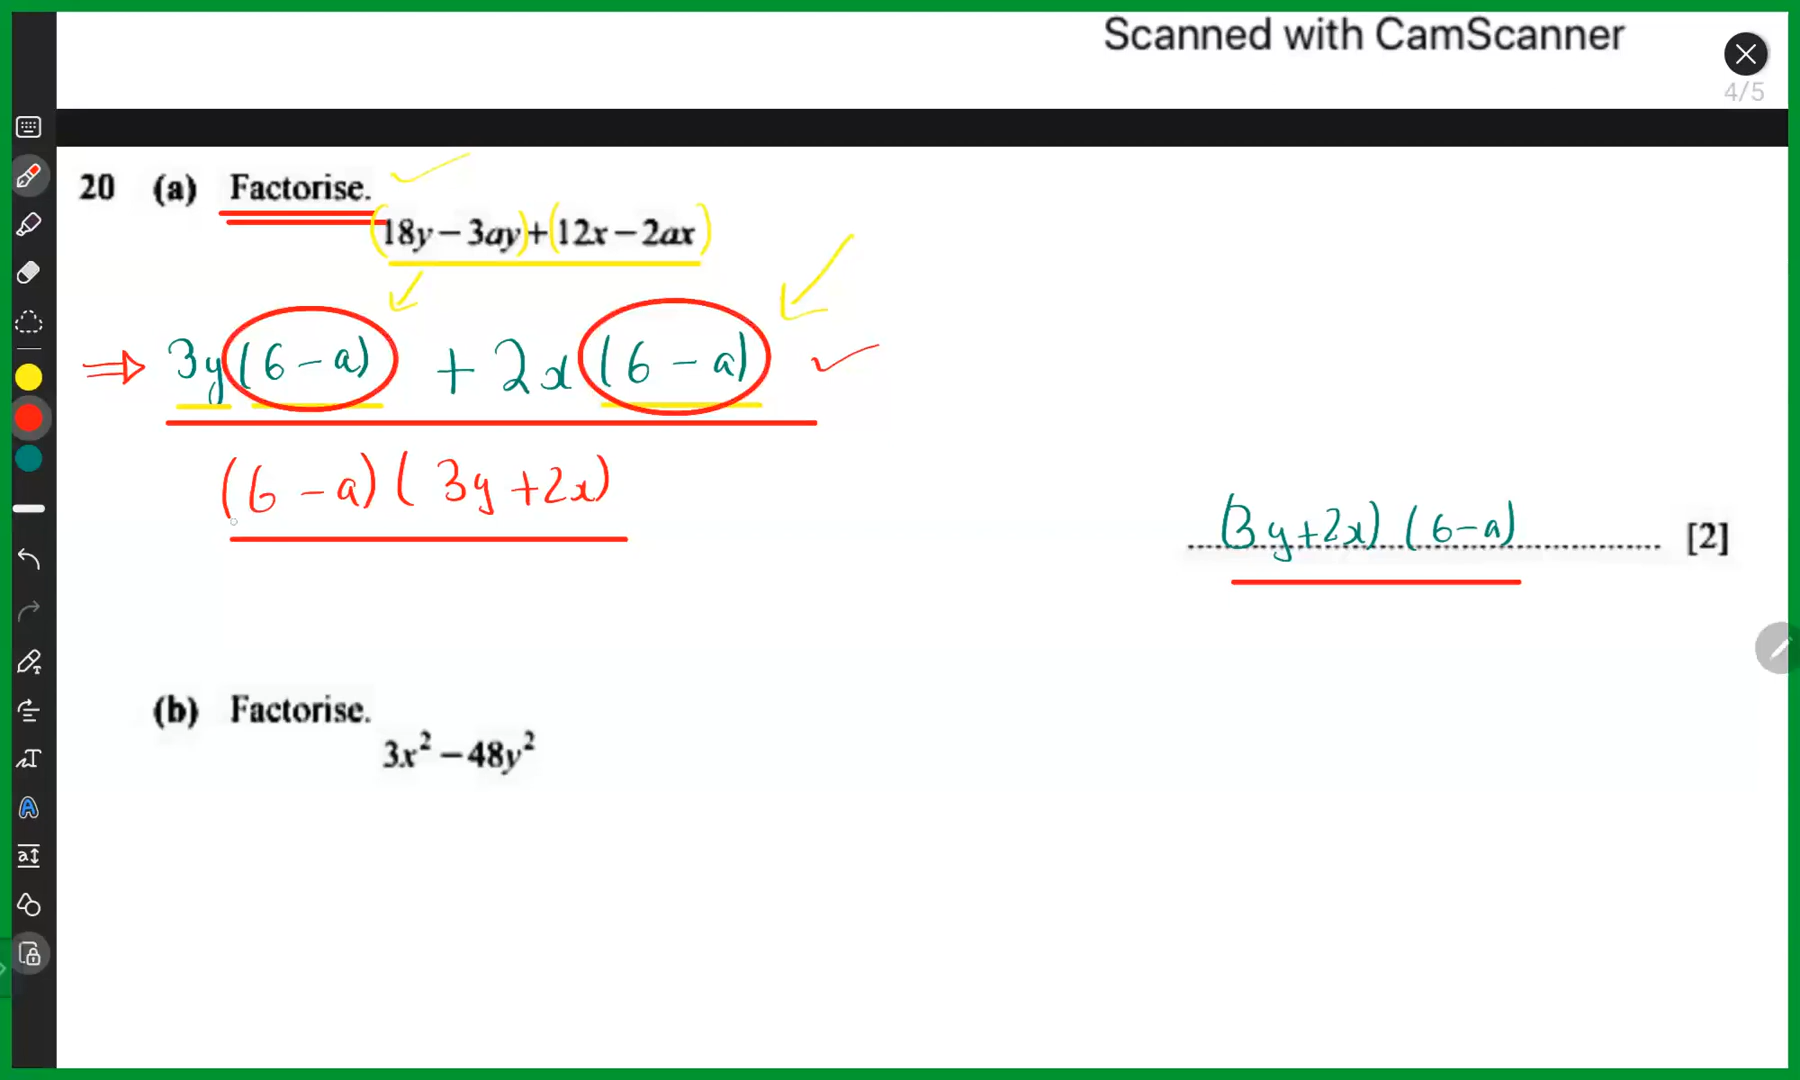 Scanned with CamScanner
4/5
20 (a) Factorise.
(18y – 3ay) + (12x – 2ax)
⇒ 3y (6 – a) + 2x (6 – a)
(6 – a) (3y + 2x)
(3y + 2x) (6 – a) [2]
(b) Factorise.
3x² – 48y²